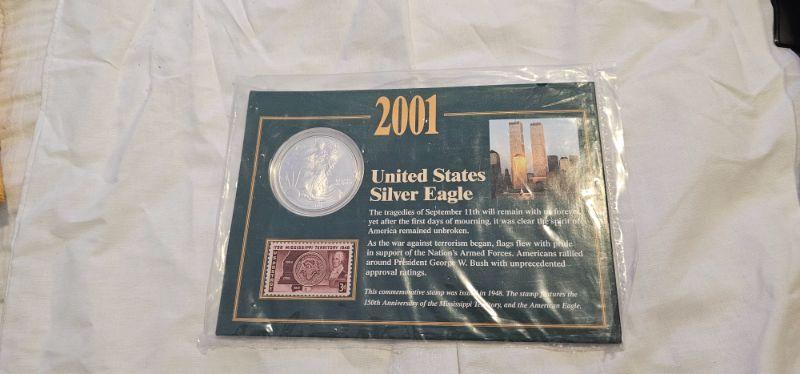 2001
United States
Silver Eagle
The tragedies of September 11th will remain with us forever,
yet after the first days of mourning, it was clear the spirit of
America remained unbroken.
As the war against terrorism began, flags flew with pride
in support of the Nation's Armed Forces. Americans rallied
around President George W. Bush with unprecedented
approval ratings.
This commemorative stamp was issued in 1948. The stamp features the
150th Anniversary of the Mississippi Territory, and the American Eagle.
THE MISSISSIPPI TERRITORY
3¢